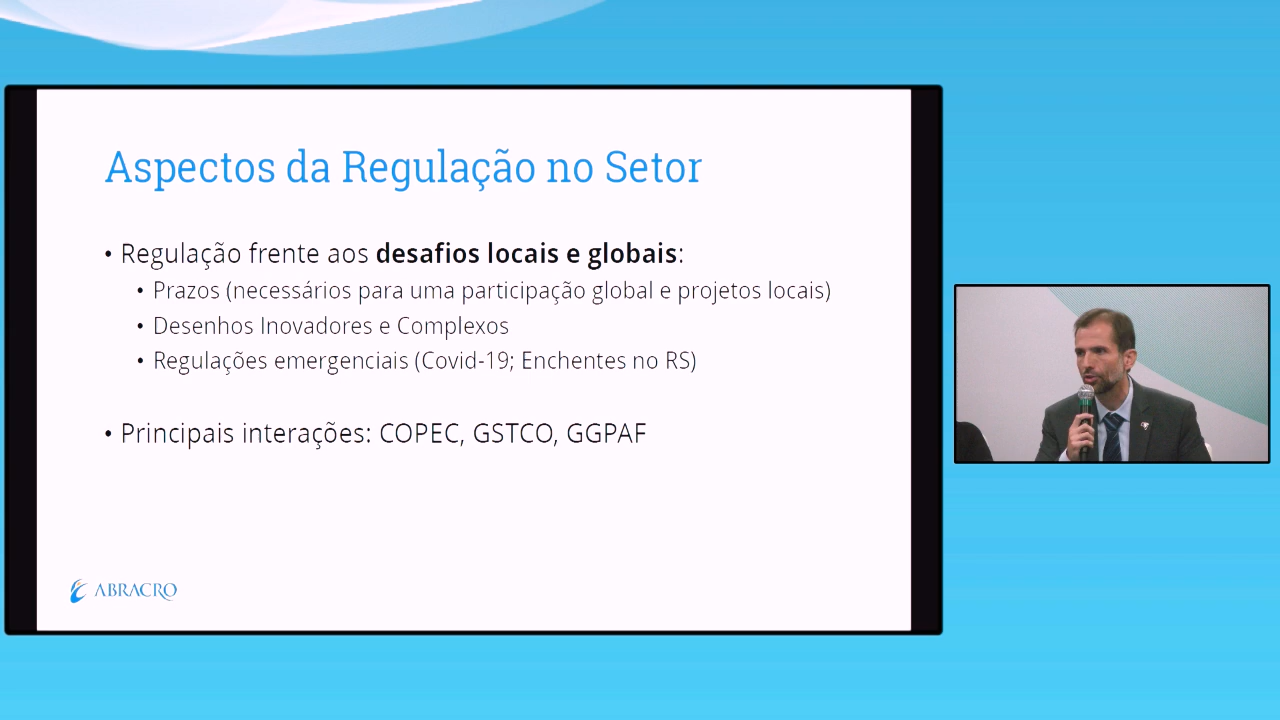 Aspectos da Regulação no Setor
• Regulação frente aos desafios locais e globais:
• Prazos (necessários para uma participação global e projetos locais)
• Desenhos Inovadores e Complexos
• Regulações emergenciais (Covid-19; Enchentes no RS)
• Principais interações: COPEC, GSTCO, GGPAF
ABRACRO